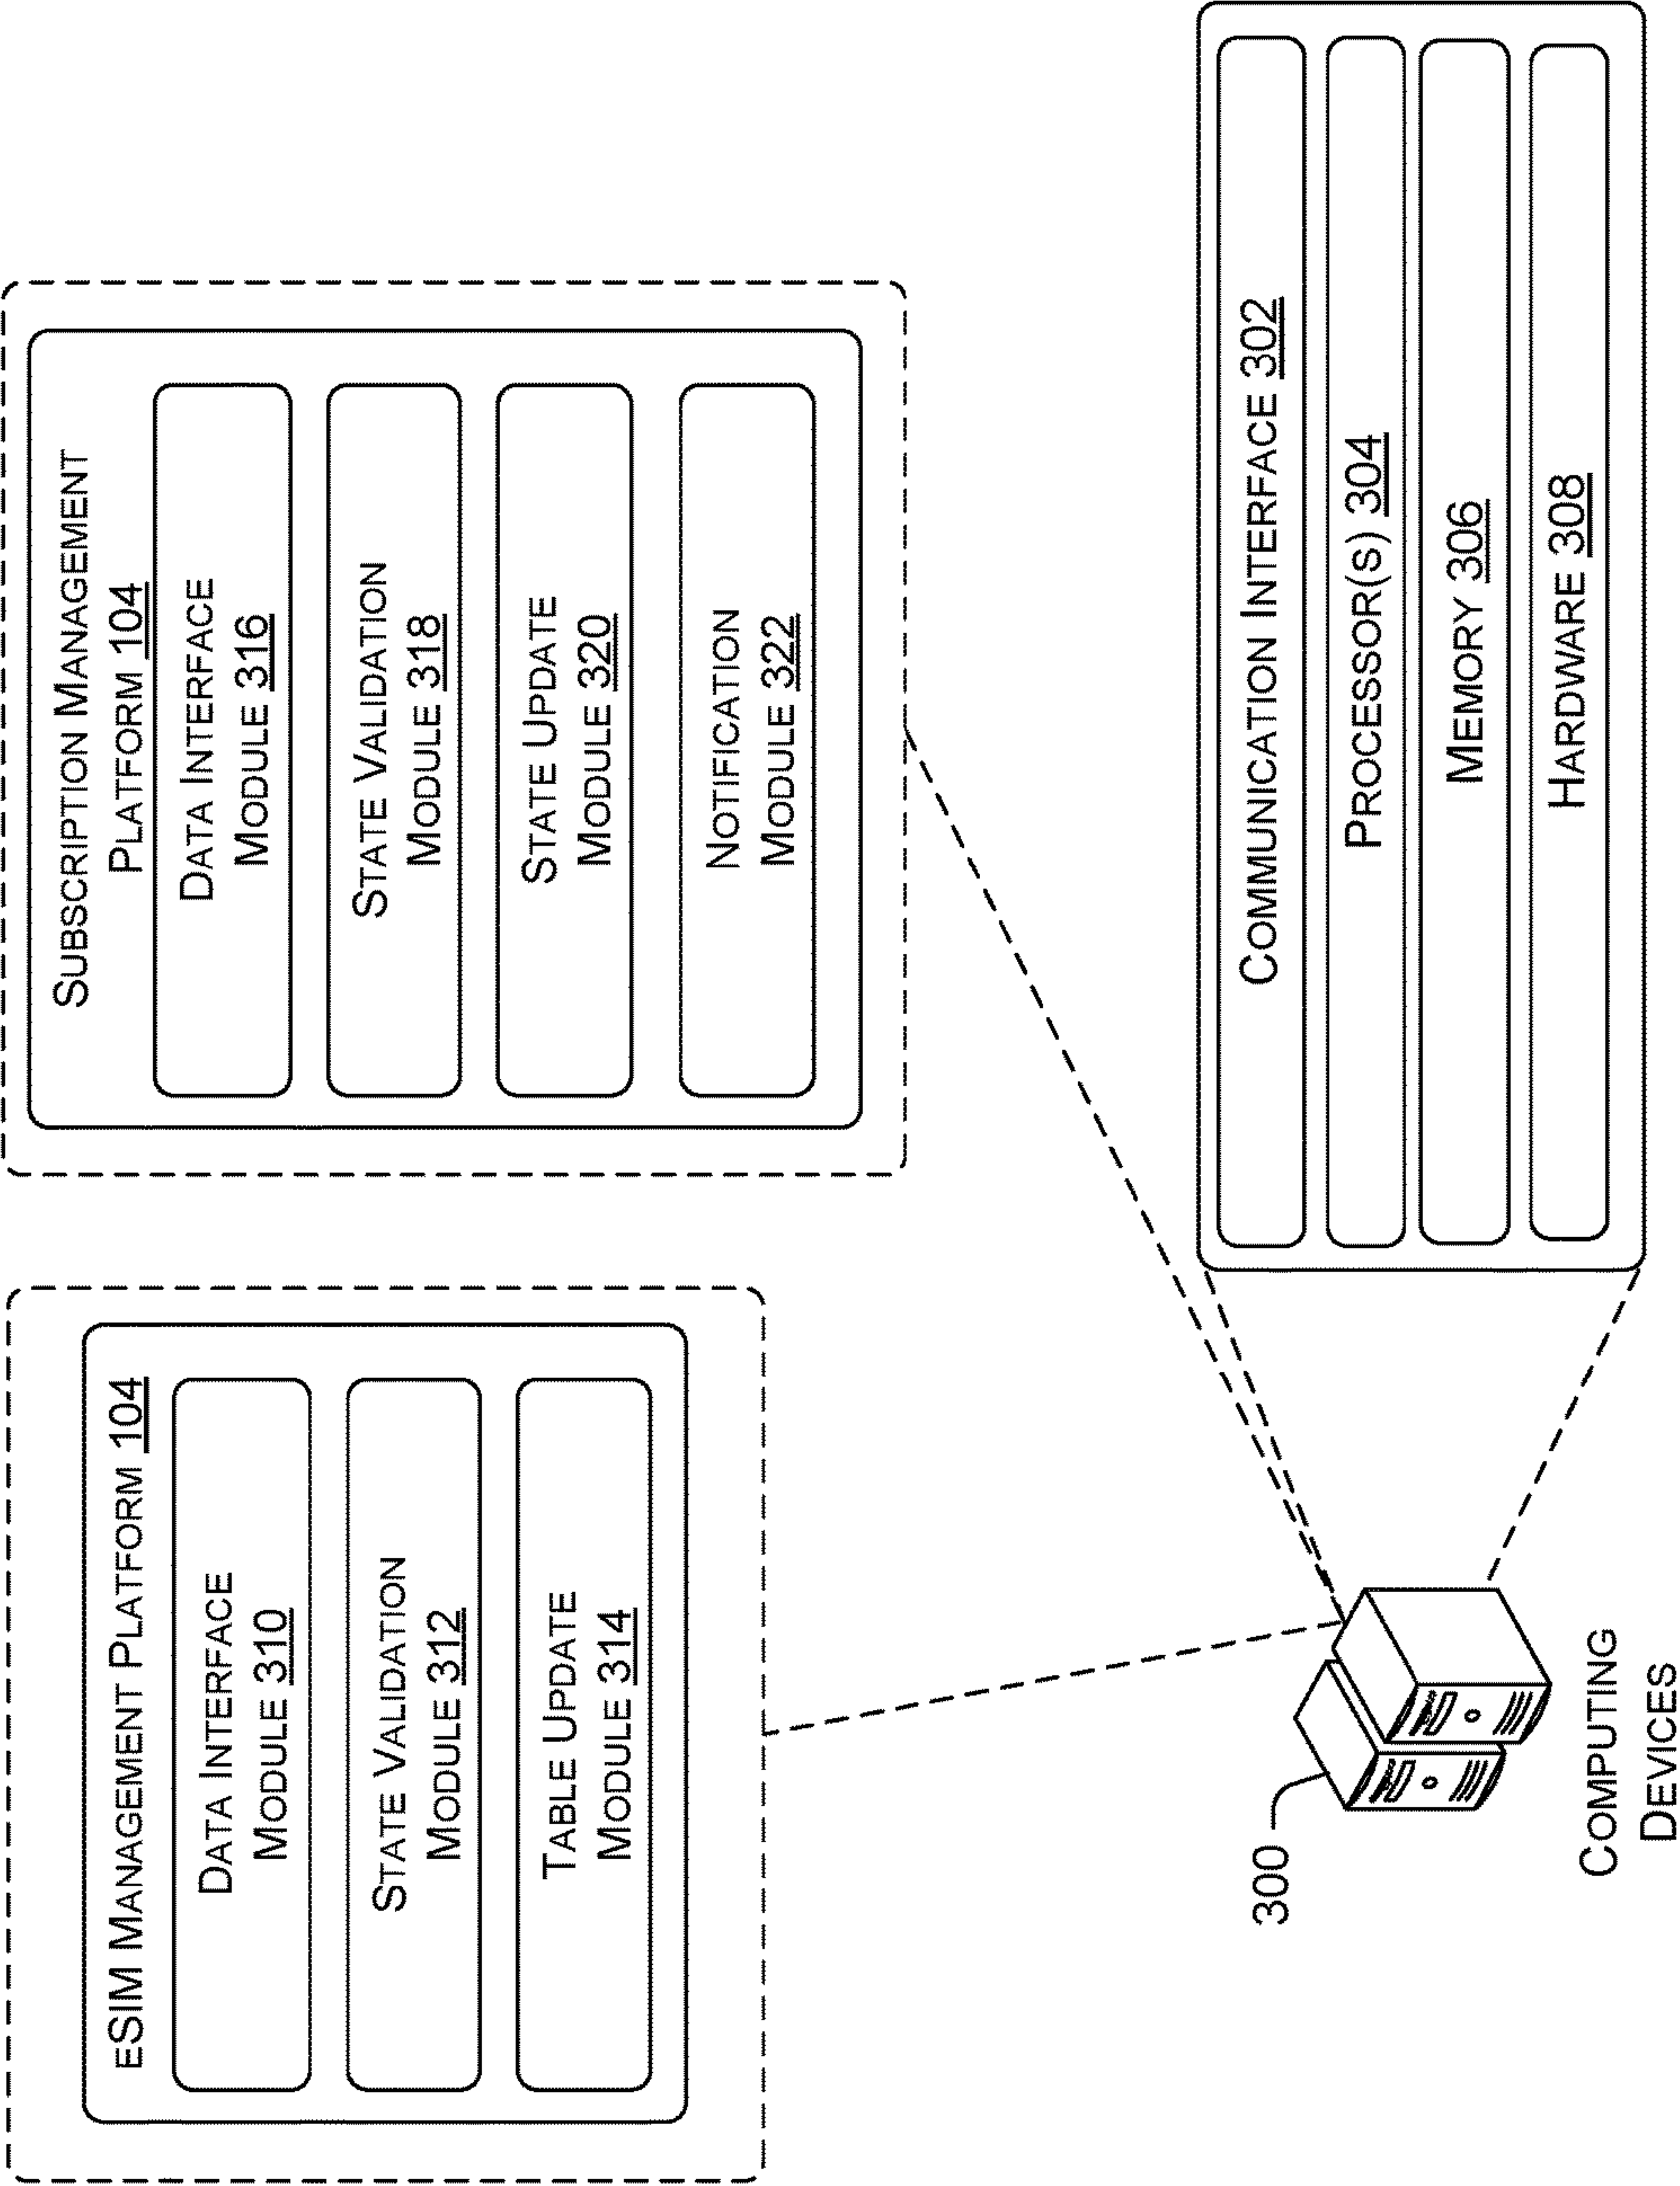 eSIM Management Platform 104
Data Interface
Module 310
State Validation
Module 312
Table Update
Module 314
Subscription Management
Platform 104
Data Interface
Module 316
State Validation
Module 318
State Update
Module 320
Notification
Module 322
300
Computing
Devices
Communication Interface 302
Processor(s) 304
Memory 306
Hardware 308